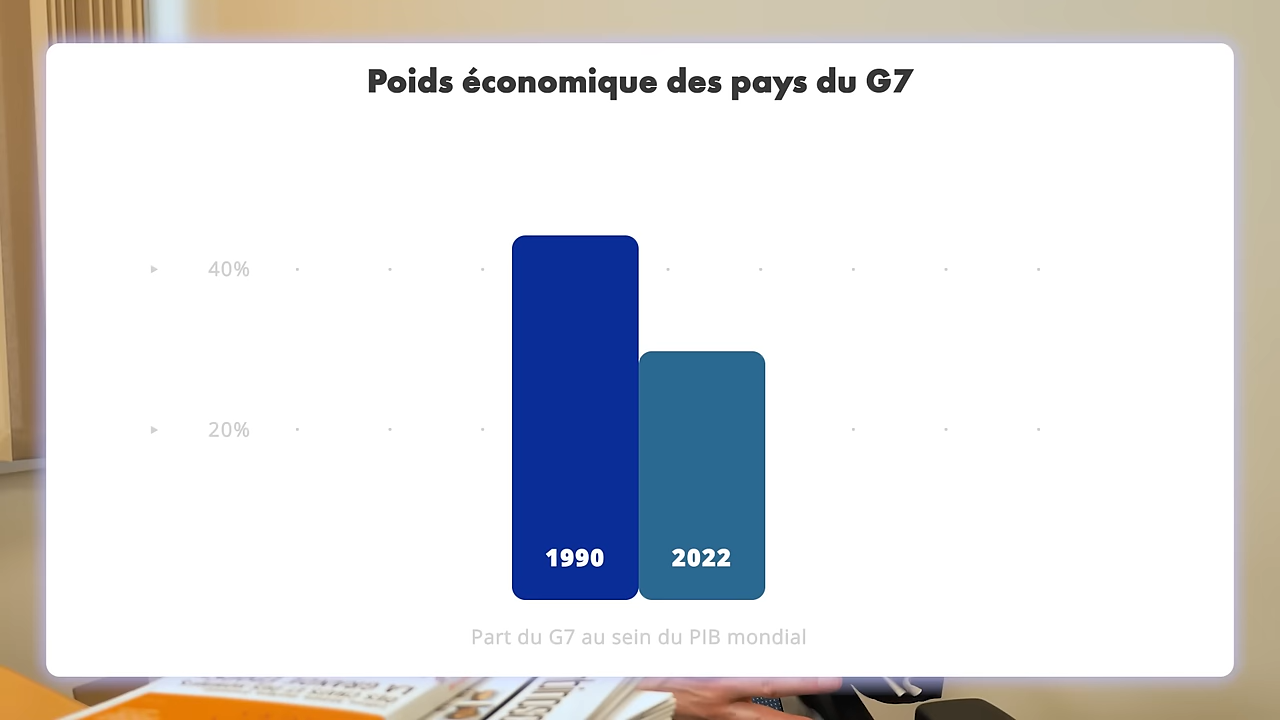 Poids économique des pays du G7
40%
20%
1990
2022
Part du G7 au sein du PIB mondial